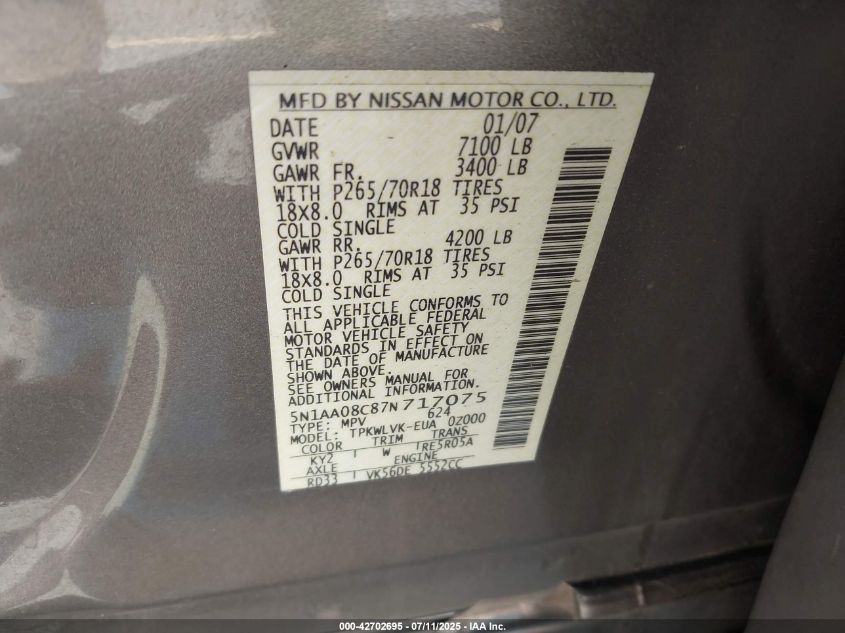 MFD BY NISSAN MOTOR CO., LTD.
DATE 01/07
GVWR 7100 LB
GAWR FR. 3400 LB
WITH P265/70R18 TIRES
18X8.0 RIMS AT 35 PSI
COLD SINGLE
GAWR RR. 4200 LB
WITH P265/70R18 TIRES
18X8.0 RIMS AT 35 PSI
COLD SINGLE
THIS VEHICLE CONFORMS TO
ALL APPLICABLE FEDERAL
MOTOR VEHICLE SAFETY
STANDARDS IN EFFECT ON
THE DATE OF MANUFACTURE
SHOWN ABOVE.
SEE OWNERS MANUAL FOR
ADDITIONAL INFORMATION.
5N1AA08C87N717075
TYPE: MPV 624
MODEL: TPKWLVK-EUA 0Z000
COLOR TRIM TRANS
KY2 W RE5R05A
AXLE ENGINE
RD33 VK56DE 5552CC
000-42702695 - 07/11/2025 - IAA Inc.